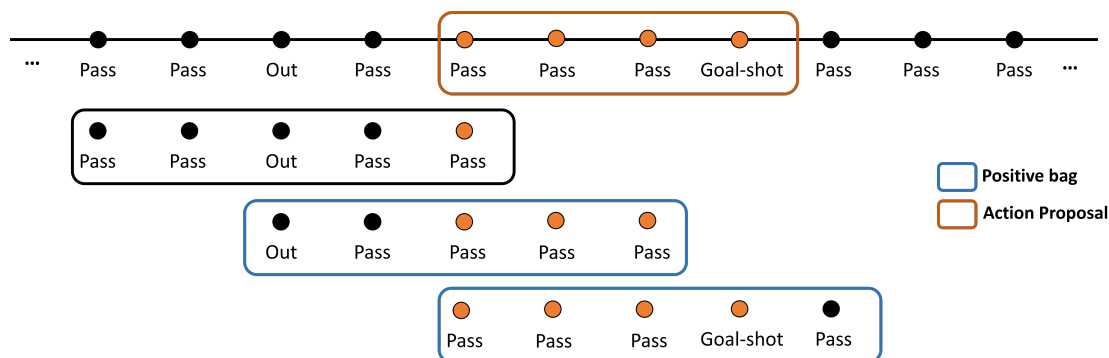 ... Pass Pass Out Pass Pass Pass Pass Goal-shot Pass Pass Pass ...
Pass Pass Out Pass Pass
Positive bag
Action Proposal
Out Pass Pass Pass Pass
Pass Pass Pass Goal-shot Pass